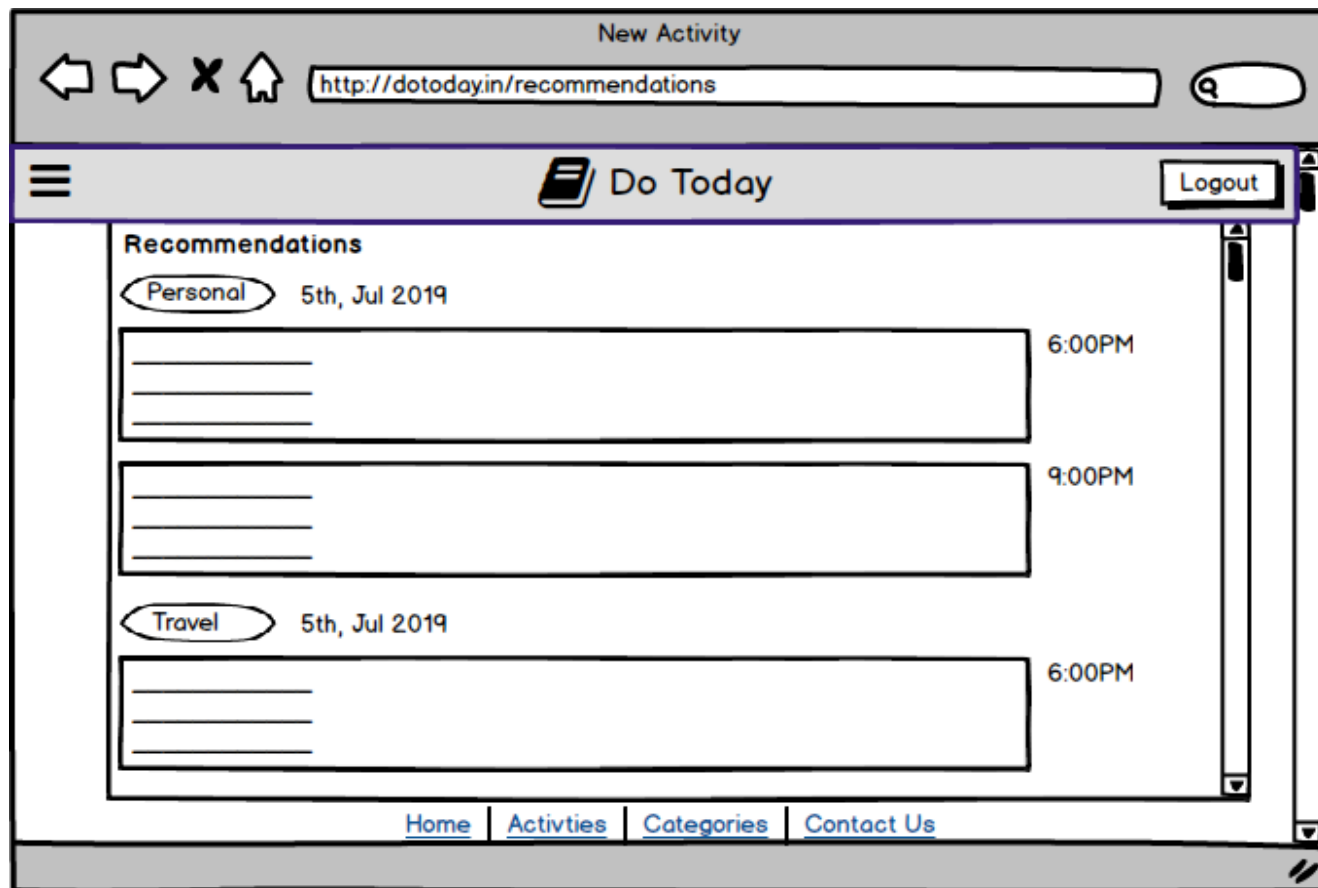 New Activity
http://dotoday.in/recommendations
Do Today
Logout
Recommendations
Personal 5th, Jul 2019
6:00PM
9:00PM
Travel 5th, Jul 2019
6:00PM
Home Activties Categories Contact Us